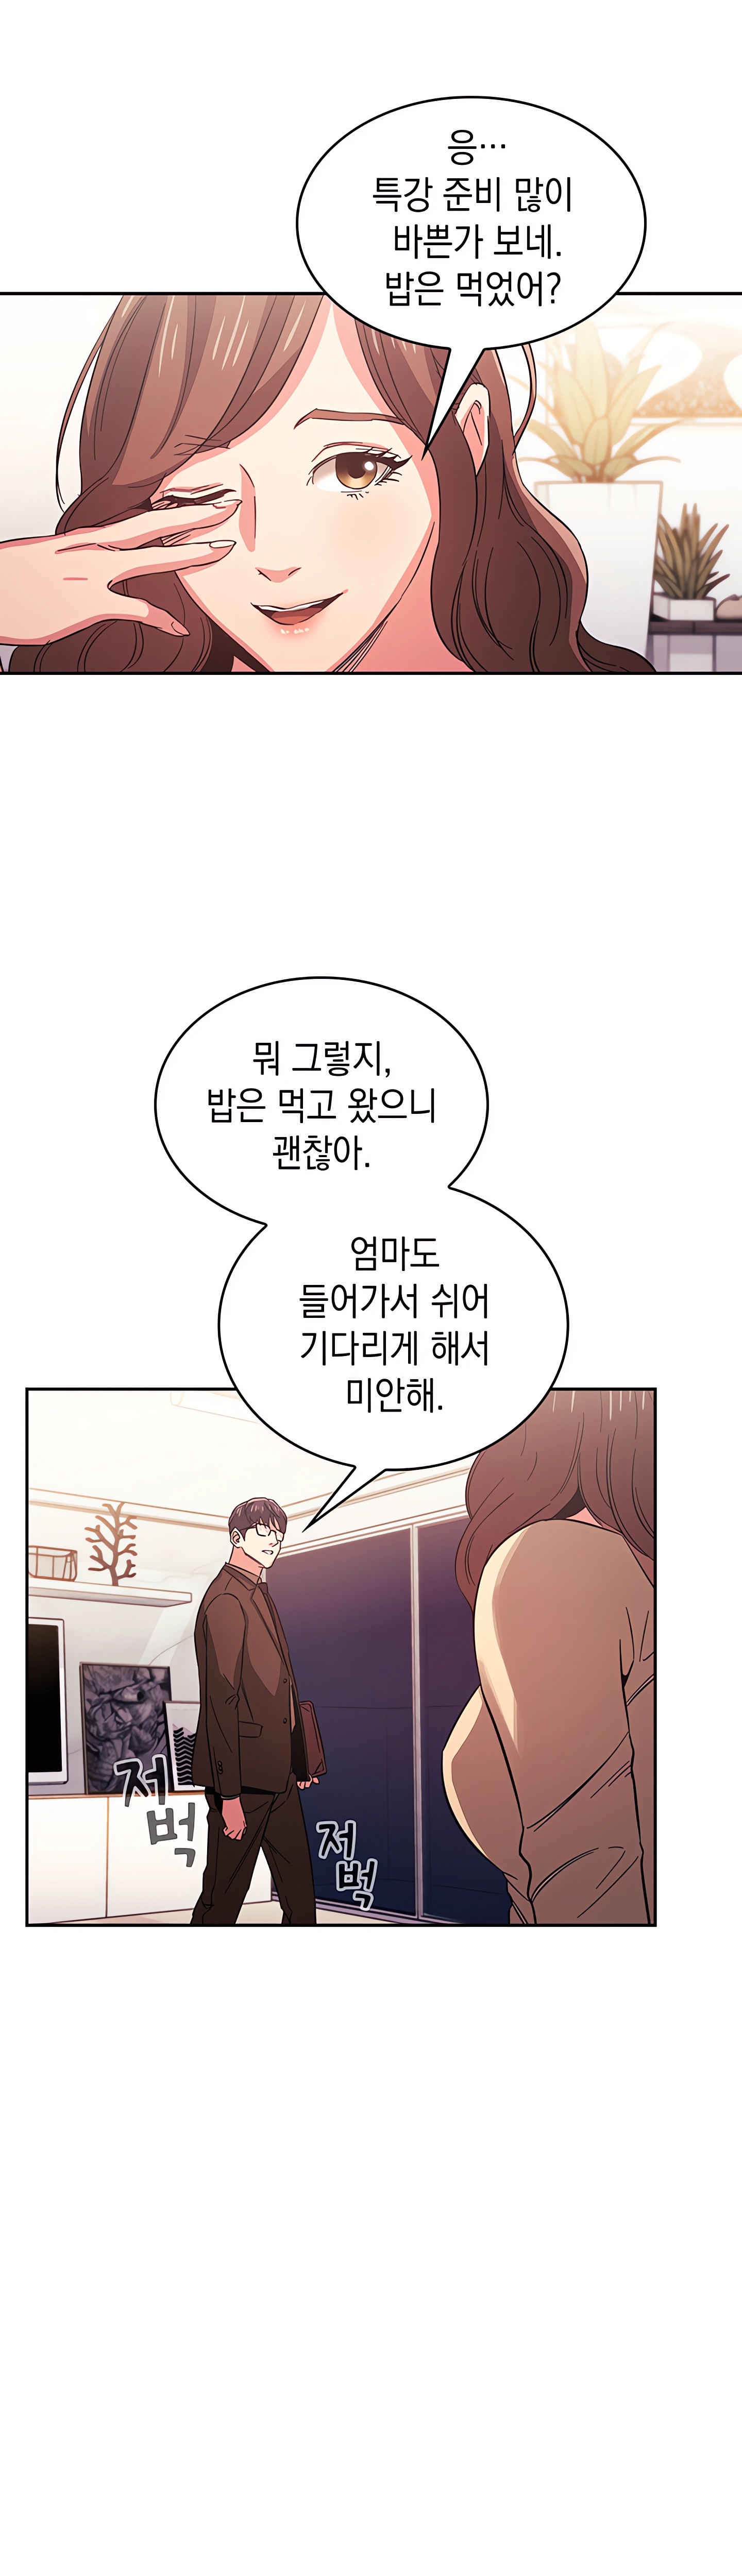 응…
특강 준비 많이
바쁜가 보네.
밥은 먹었어?
뭐 그렇지,
밥은 먹고 왔으니
괜찮아.
엄마도
들어가서 쉬어
기다리게 해서
미안해.
저
벅
저
벅